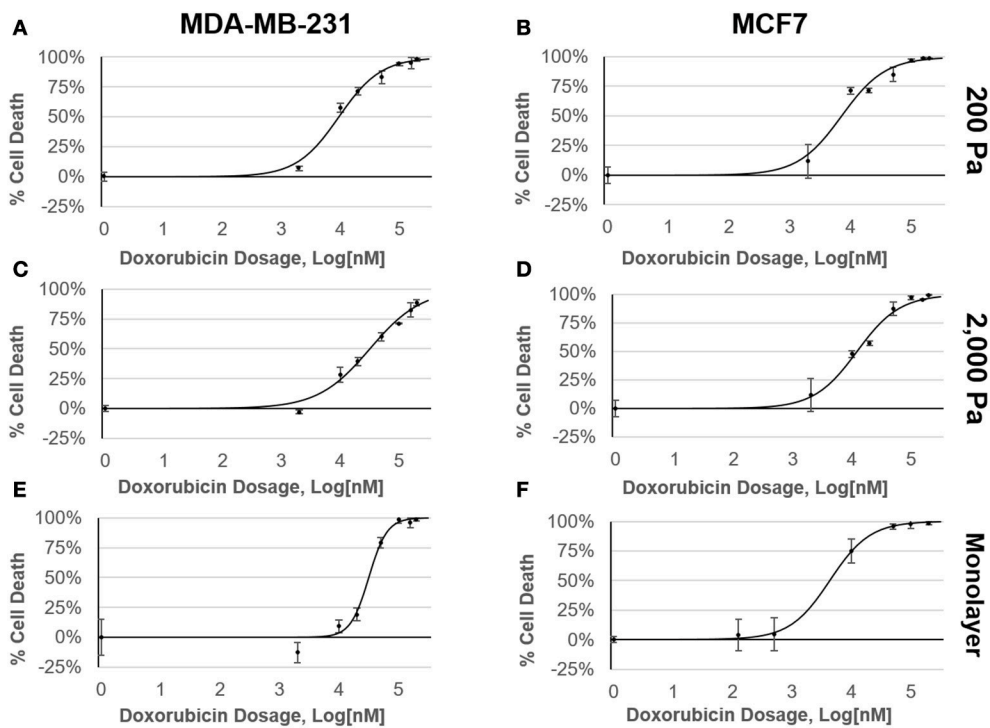 MDA-MB-231
MCF7
A
100%
75%
50%
25%
0%
-25%
% Cell Death
0 1 2 3 4 5
Doxorubicin Dosage, Log[nM]
B
100%
75%
50%
25%
0%
-25%
% Cell Death
0 1 2 3 4 5
Doxorubicin Dosage, Log[nM]
200 Pa
C
100%
75%
50%
25%
0%
-25%
% Cell Death
0 1 2 3 4 5
Doxorubicin Dosage, Log[nM]
D
100%
75%
50%
25%
0%
-25%
% Cell Death
0 1 2 3 4 5
Doxorubicin Dosage, Log[nM]
2,000 Pa
E
100%
75%
50%
25%
0%
-25%
% Cell Death
0 1 2 3 4 5
Doxorubicin Dosage, Log[nM]
F
100%
75%
50%
25%
0%
-25%
% Cell Death
0 1 2 3 4 5
Doxorubicin Dosage, Log[nM]
Monolayer